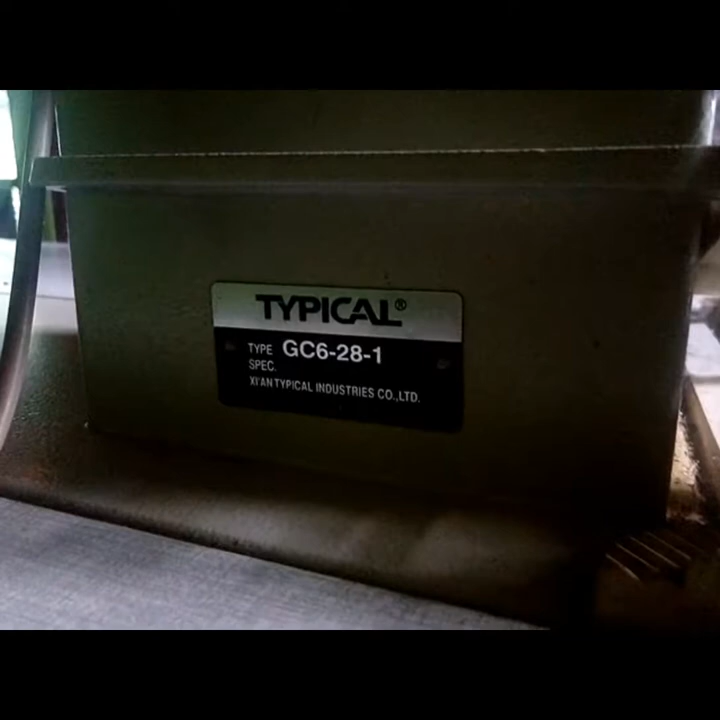 TYPICAL®
TYPE GC6-28-1
SPEC.
XI'AN TYPICAL INDUSTRIES CO.,LTD.